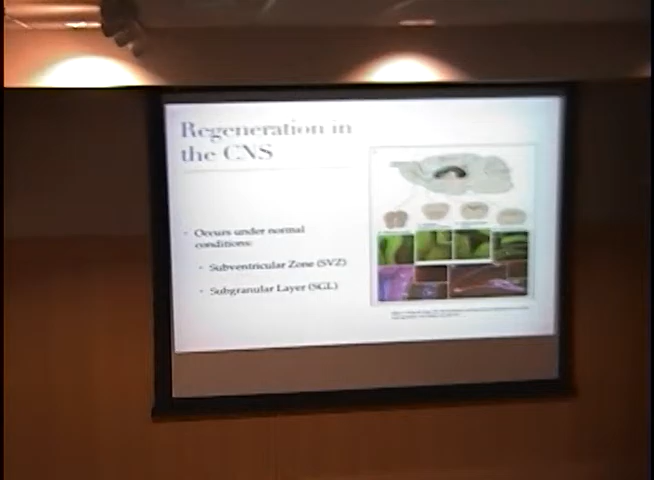 Regeneration in
the CNS
Occurs under normal
conditions:
Subventricular Zone (SVZ)
Subgranular Layer (SGL)